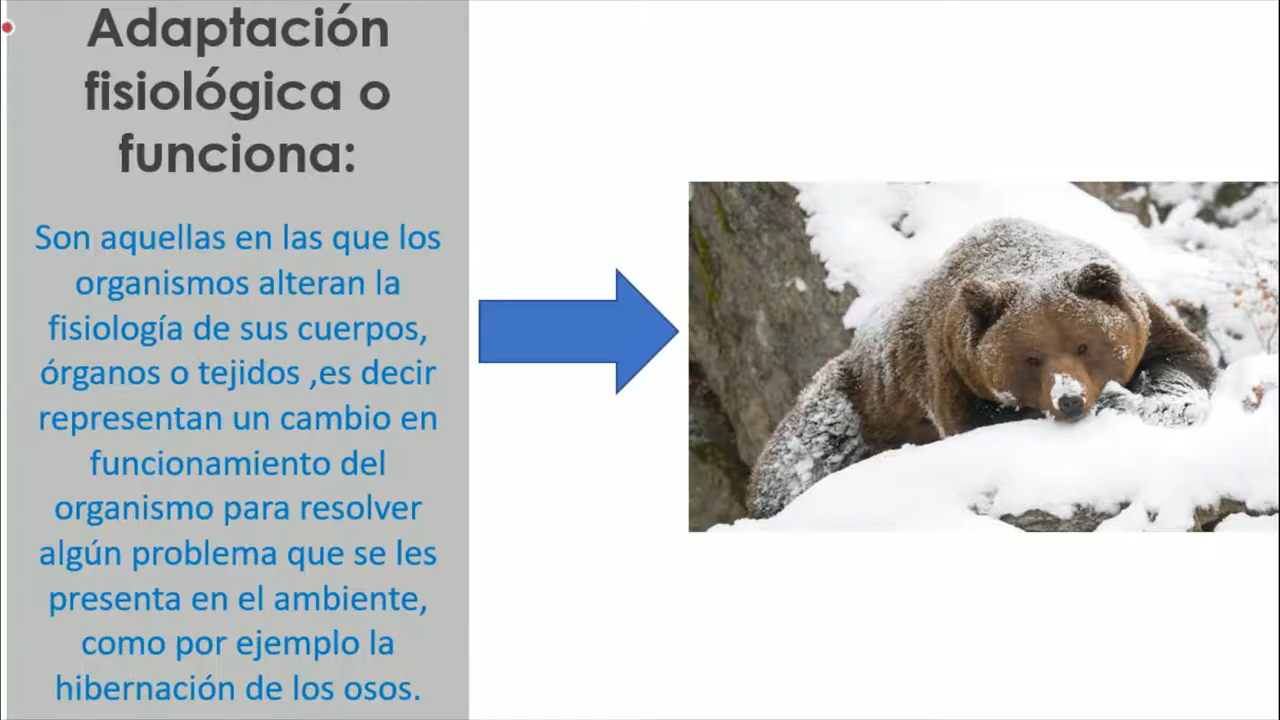 Adaptación
fisiológica o
funciona:
Son aquellas en las que los
organismos alteran la
fisiología de sus cuerpos,
órganos o tejidos ,es decir
representan un cambio en
funcionamiento del
organismo para resolver
algún problema que se les
presenta en el ambiente,
como por ejemplo la
hibernación de los osos.